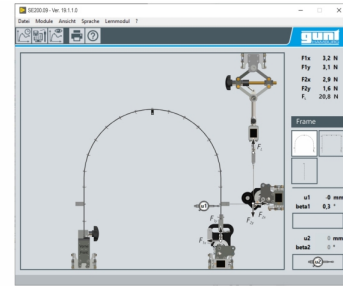 SE200.09 - Ver. 19.1.1.0
Datei Module Ansicht Sprache Lernmodul ?
gunt
F1x 3,2 N
F1y 3,1 N
F2x 2,9 N
F2y 1,6 N
20,8 N
Frame
u1
u1 -0 mm
beta1 0,3 °
u2 0 mm
beta2 0 °
u2